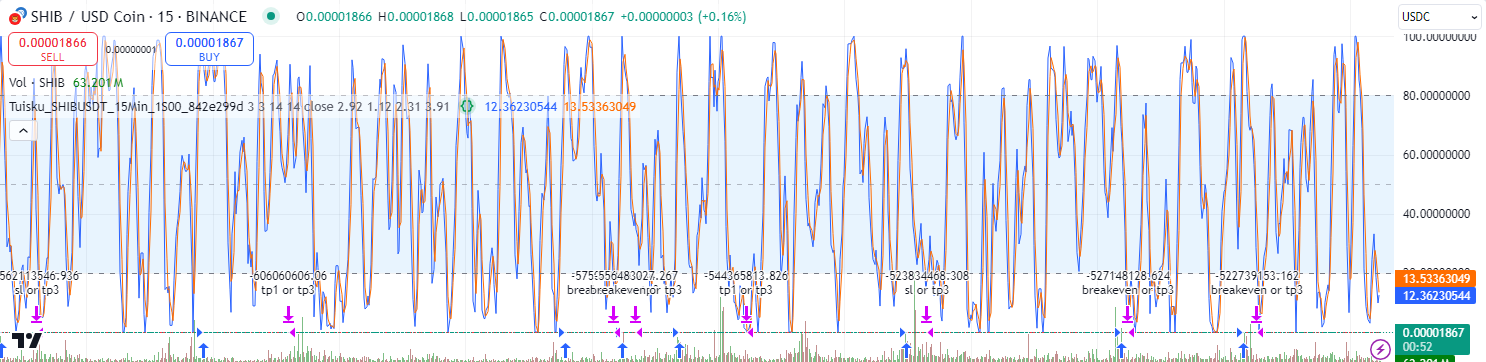 SHIB / USD Coin · 15 · BINANCE O0.00001866 H0.00001868 L0.00001865 C0.00001867 +0.00000003 (+0.16%)
USDC
0.00001866
SELL
0.00000001
0.00001867
BUY
100.00000000
Vol · SHIB 63.201M
Tuisku_SHIBUSDT_15Min_1500_842e299d 3 3 14 14 close 2.92 1.12 2.31 3.91 12.36230544 13.53363049
80.00000000
60.00000000
40.00000000
-606060606.06
-544365813.826
-523834468.308
-527148128.624
-522739153.162
sl or tp3
tp1 or tp3
tp1 or tp3
sl or tp3
breakeven or tp3
breakeven or tp3
13.53363049
12.36230544
0.00001867
00:52
63.201M